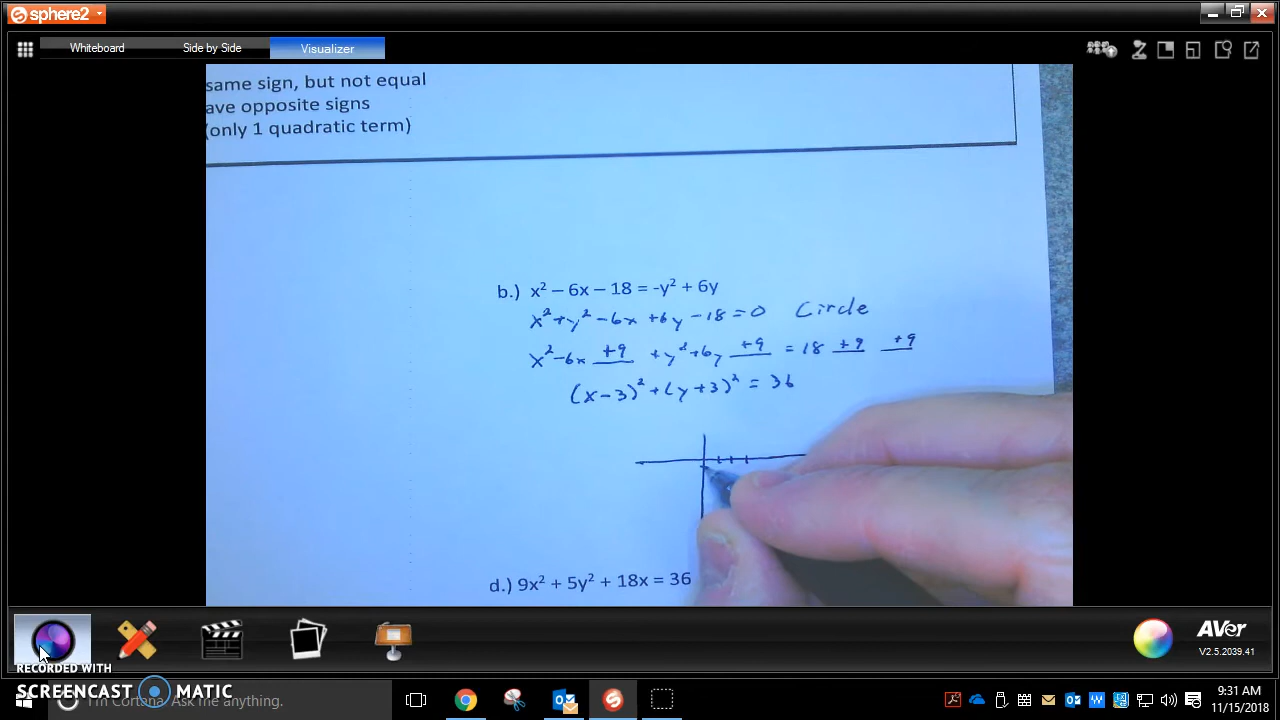 sphere2
Whiteboard Side by Side Visualizer
same sign, but not equal
ave opposite signs
(only 1 quadratic term)
b.) x² – 6x – 18 = -y² + 6y
x² + y² - 6x + 6y - 18 = 0 Circle
x² - 6x +9 + y² + 6y +9 = 18 +9 +9
(x - 3)² + (y + 3)² = 36
d.) 9x² + 5y² + 18x = 36
AVer
V2.5.2039.41
RECORDED WITH
SCREENCAST MATIC
I'm Cortana. Ask me anything.
9:31 AM
11/15/2018